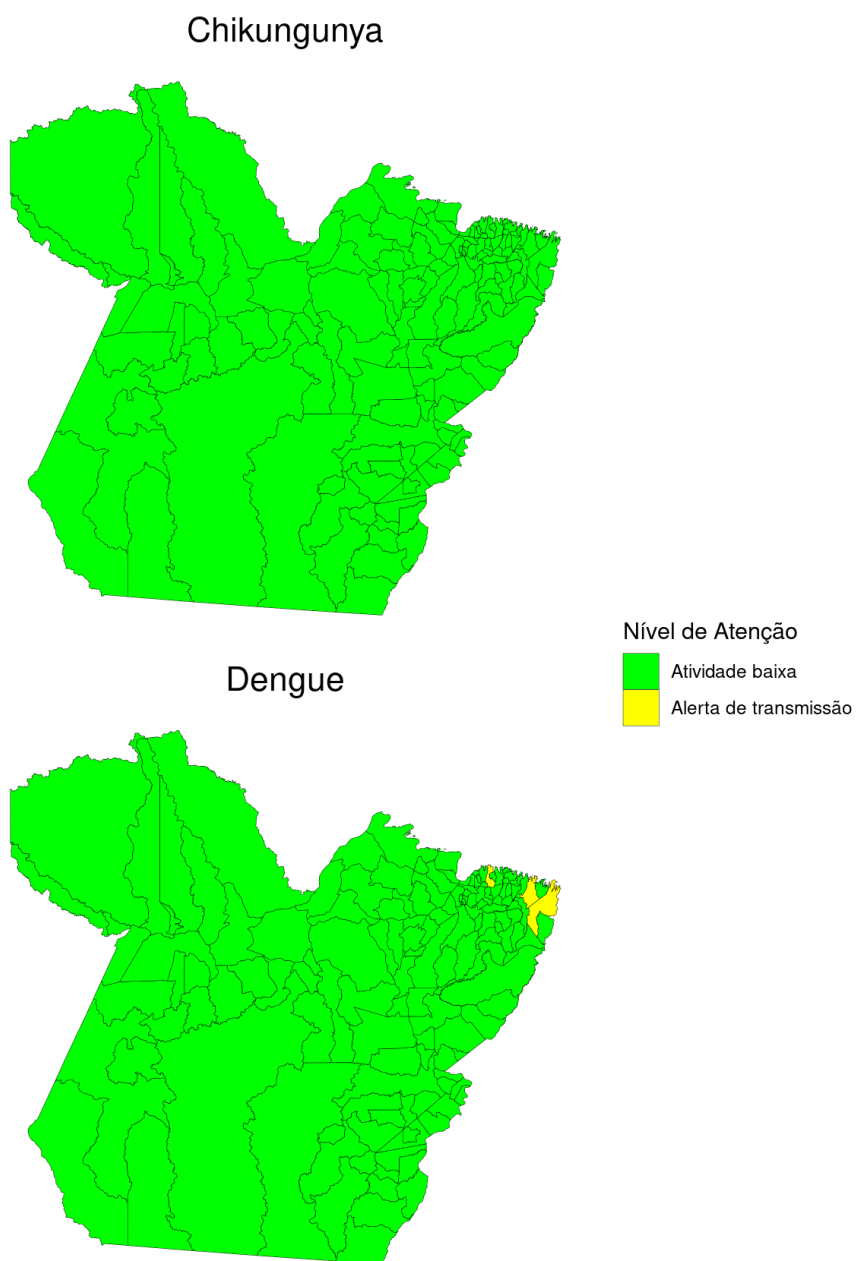 Chikungunya
Dengue
Nível de Atenção
Atividade baixa
Alerta de transmissão